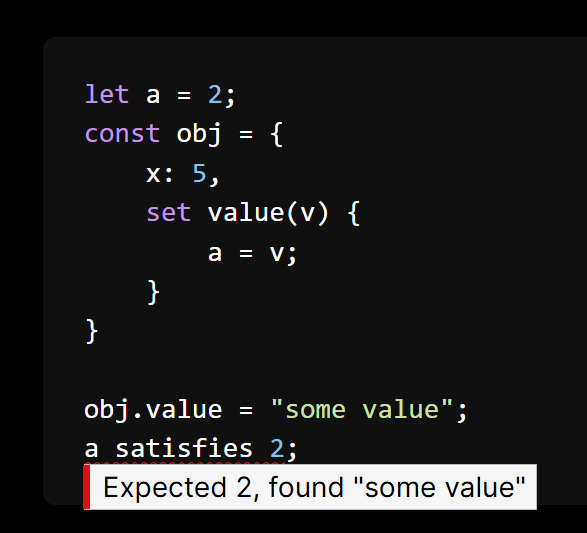 let a = 2;
const obj = {
    x: 5,
    set value(v) {
        a = v;
    }
}
obj.value = "some value";
a satisfies 2;
Expected 2, found "some value"